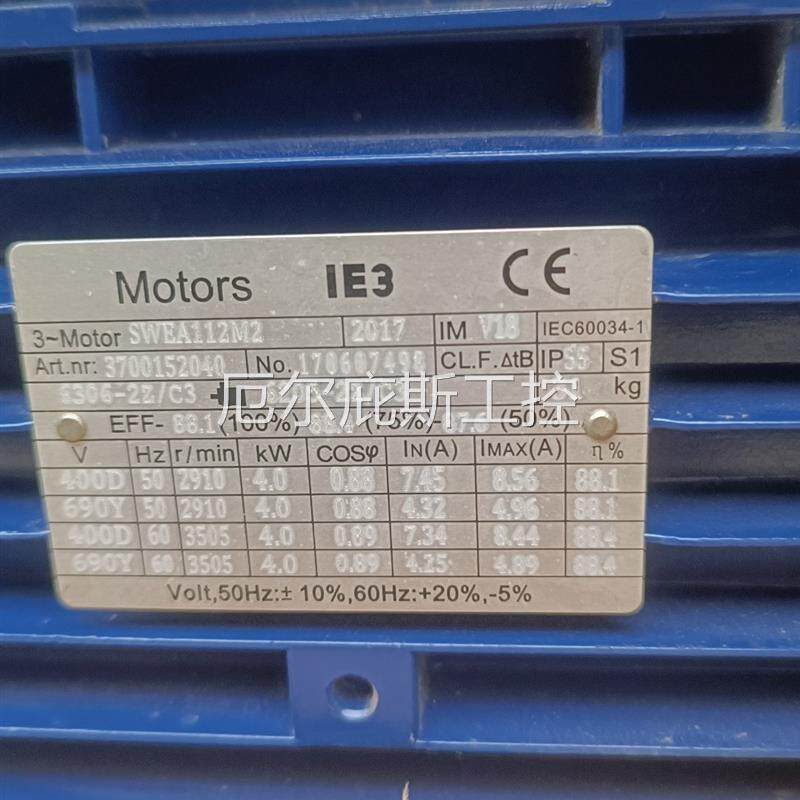 Motors IE3 CE
3~Motor SWEA112M2 2017 IM V18 IEC60034-1
Art.nr: 3700152040 No. CL.F.ΔtB IP55 S1
6306-2Z/C3 kg
厄尔庇斯工控
EFF- 88.1 (100%) (75%)- (50%)
V Hz r/min kW COSφ IN(A) IMAX(A) η%
400D 50 2910 4.0 0.88 7.45 8.56 88.1
690Y 50 2910 4.0 0.88 4.32 4.96 88.1
400D 60 3505 4.0 0.89 7.34 8.44 88.4
690Y 60 3505 4.0 0.89 4.25 4.89 88.4
Volt,50Hz:± 10%,60Hz:+20%,-5%